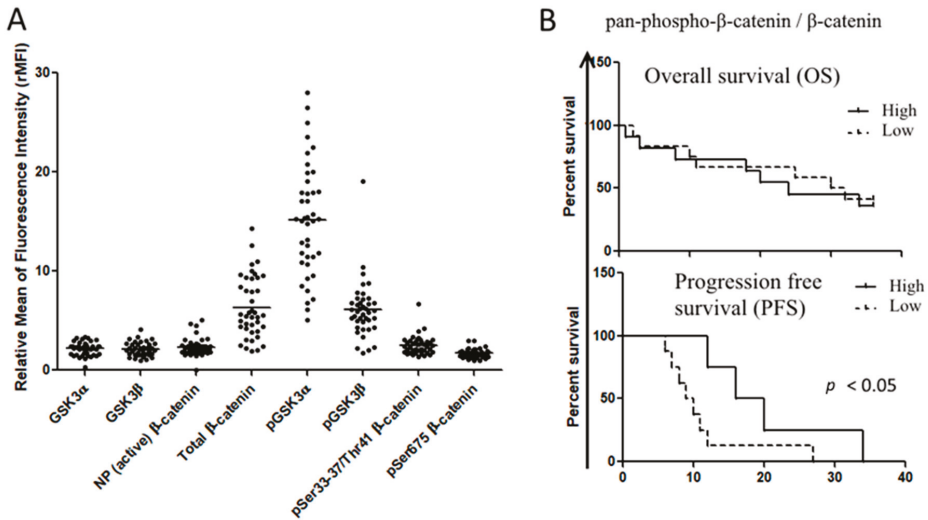 A
Relative Mean of Fluorescence Intensity (rMFI)
30
20
10
0
GSK3α
GSK3β
NP (active) β-catenin
Total β-catenin
pGSK3α
pGSK3β
pSer33-37/Thr41 β-catenin
pSer675 β-catenin
B
pan-phospho-β-catenin / β-catenin
Overall survival (OS)
High
Low
Percent survival
150
100
50
0
Progression free
survival (PFS)
High
Low
p < 0.05
Percent survival
150
100
50
0
0 10 20 30 40